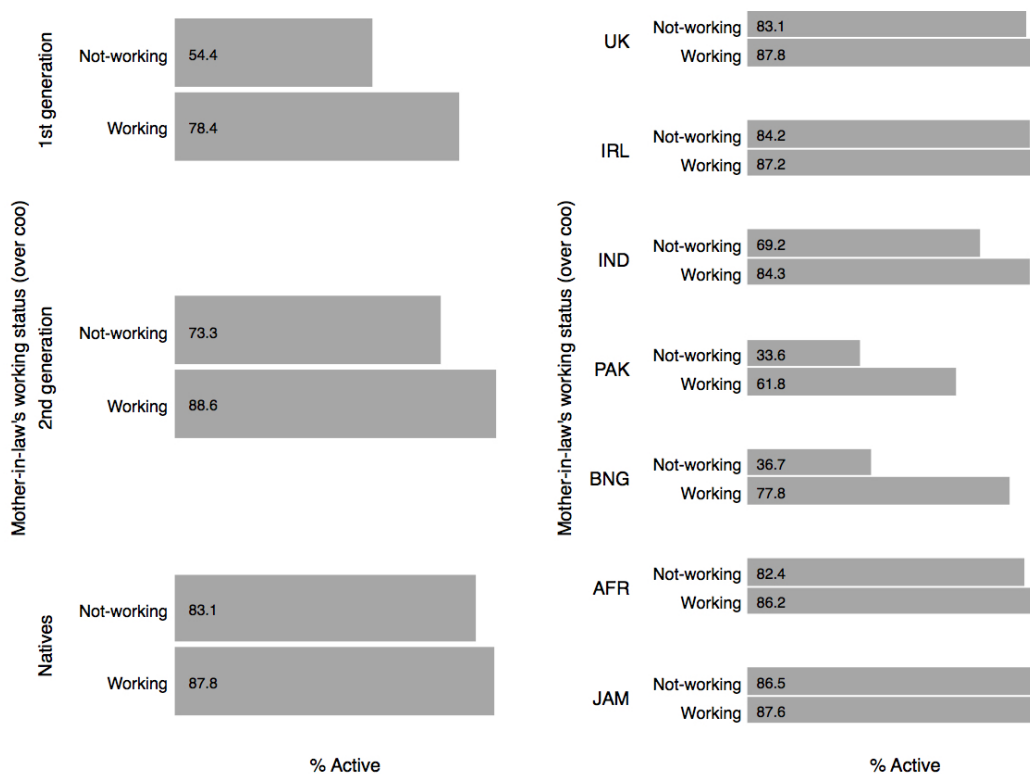 Mother-in-law's working status (over coo)
1st generation
Not-working 54.4
Working 78.4
2nd generation
Not-working 73.3
Working 88.6
Natives
Not-working 83.1
Working 87.8
% Active
Mother-in-law's working status (over coo)
UK
Not-working 83.1
Working 87.8
IRL
Not-working 84.2
Working 87.2
IND
Not-working 69.2
Working 84.3
PAK
Not-working 33.6
Working 61.8
BNG
Not-working 36.7
Working 77.8
AFR
Not-working 82.4
Working 86.2
JAM
Not-working 86.5
Working 87.6
% Active